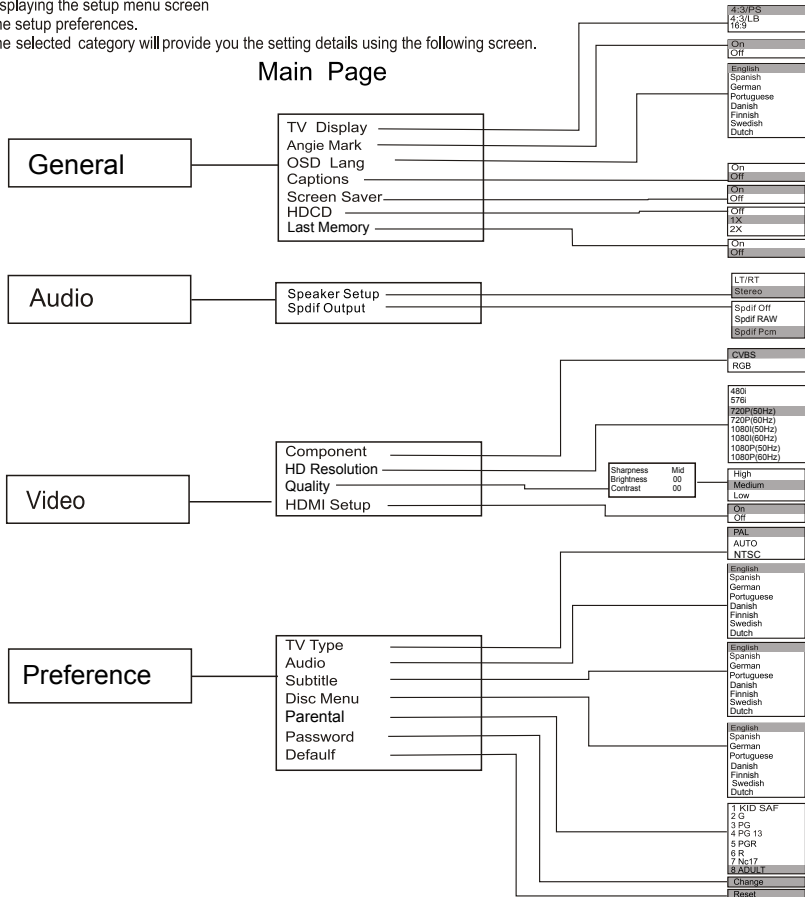 splaying the setup menu screen
he setup preferences.
he selected category will provide you the setting details using the following screen.
Main Page
General
TV Display
Angie Mark
OSD Lang
Captions
Screen Saver
HDCD
Last Memory
4:3/PS
4:3/LB
16:9
On
Off
English
Spanish
German
Portuguese
Danish
Finnish
Swedish
Dutch
On
Off
On
Off
Off
1X
2X
On
Off
Audio
Speaker Setup
Spdif Output
LT/RT
Stereo
Spdif Off
Spdif RAW
Spdif Pcm
Video
Component
HD Resolution
Quality
HDMI Setup
CVBS
RGB
480i
576i
720P(50Hz)
720P(60Hz)
1080I(50Hz)
1080I(60Hz)
1080P(50Hz)
1080P(60Hz)
Sharpness Mid
Brightness 00
Contrast 00
High
Medium
Low
On
Off
Preference
TV Type
Audio
Subtitle
Disc Menu
Parental
Password
Defaulf
PAL
AUTO
NTSC
English
Spanish
German
Portuguese
Danish
Finnish
Swedish
Dutch
English
Spanish
German
Portuguese
Danish
Finnish
Swedish
Dutch
English
Spanish
German
Portuguese
Danish
Finnish
Swedish
Dutch
1 KID SAF
2 G
3 PG
4 PG 13
5 PGR
6 R
7 Nc17
8 ADULT
Change
Reset